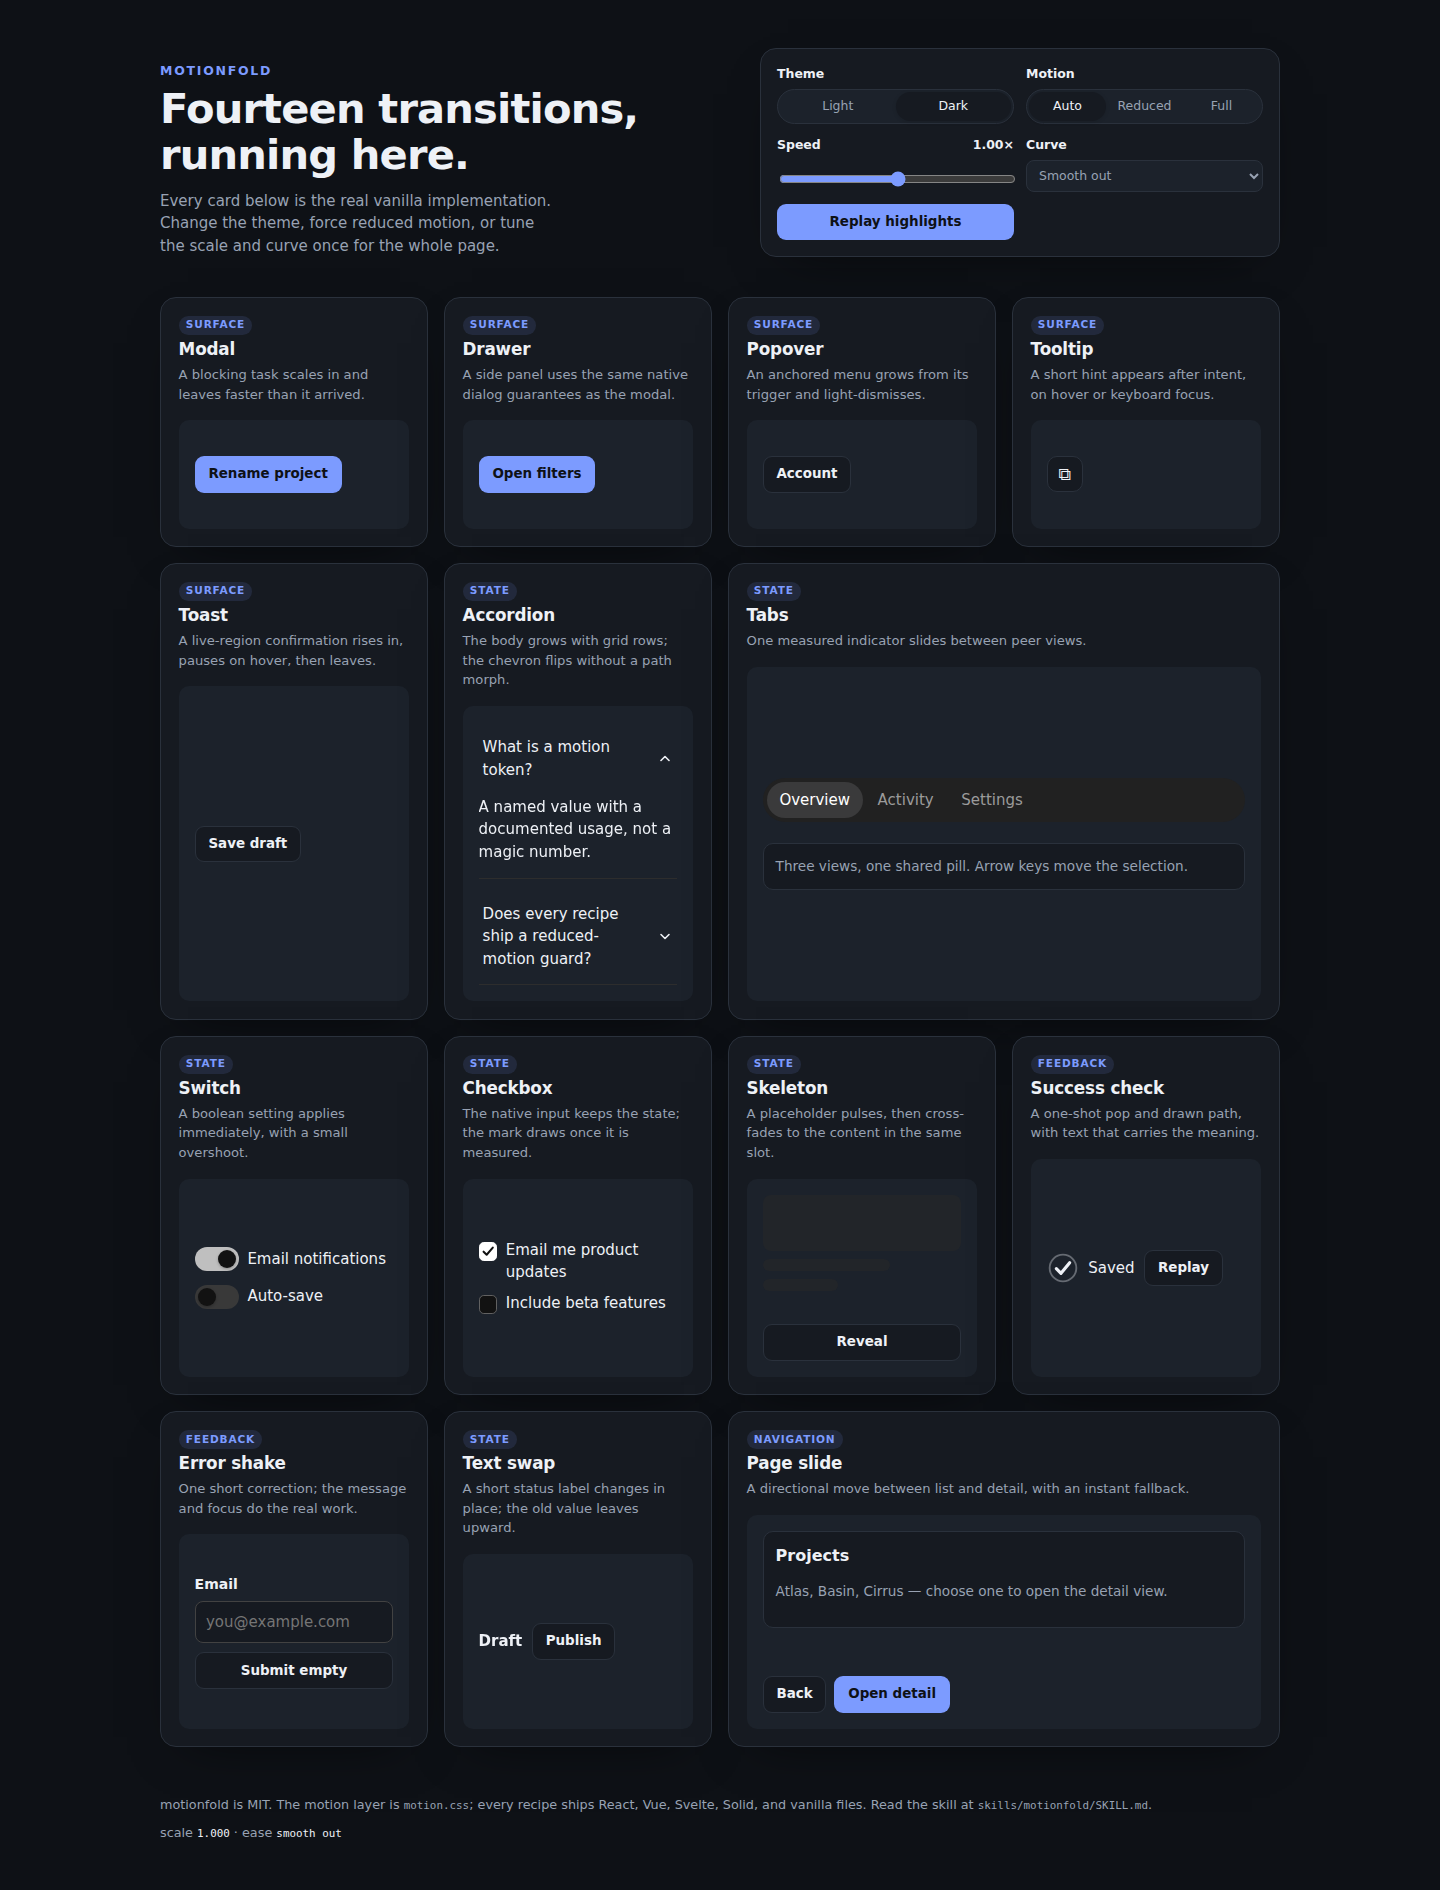 MOTIONFOLD
Fourteen transitions,
running here.
Every card below is the real vanilla implementation.
Change the theme, force reduced motion, or tune
the scale and curve once for the whole page.
Theme
Light
Dark
Motion
Auto
Reduced
Full
Speed
1.00×
Curve
Smooth out
Replay highlights
SURFACE
Modal
A blocking task scales in and
leaves faster than it arrived.
Rename project
SURFACE
Drawer
A side panel uses the same native
dialog guarantees as the modal.
Open filters
SURFACE
Popover
An anchored menu grows from its
trigger and light-dismisses.
Account
SURFACE
Tooltip
A short hint appears after intent,
on hover or keyboard focus.
SURFACE
Toast
A live-region confirmation rises in,
pauses on hover, then leaves.
Save draft
STATE
Accordion
The body grows with grid rows;
the chevron flips without a path
morph.
What is a motion
token?
A named value with a
documented usage, not a
magic number.
Does every recipe
ship a reduced-
motion guard?
STATE
Tabs
One measured indicator slides between peer views.
Overview
Activity
Settings
Three views, one shared pill. Arrow keys move the selection.
STATE
Switch
A boolean setting applies
immediately, with a small
overshoot.
Email notifications
Auto-save
STATE
Checkbox
The native input keeps the state;
the mark draws once it is
measured.
Email me product
updates
Include beta features
STATE
Skeleton
A placeholder pulses, then cross-
fades to the content in the same
slot.
Reveal
FEEDBACK
Success check
A one-shot pop and drawn path,
with text that carries the meaning.
Saved
Replay
FEEDBACK
Error shake
One short correction; the message
and focus do the real work.
Email
you@example.com
Submit empty
STATE
Text swap
A short status label changes in
place; the old value leaves
upward.
Draft
Publish
NAVIGATION
Page slide
A directional move between list and detail, with an instant fallback.
Projects
Atlas, Basin, Cirrus — choose one to open the detail view.
Back
Open detail
motionfold is MIT. The motion layer is motion.css; every recipe ships React, Vue, Svelte, Solid, and vanilla files. Read the skill at skills/motionfold/SKILL.md.
scale 1.000 · ease smooth out